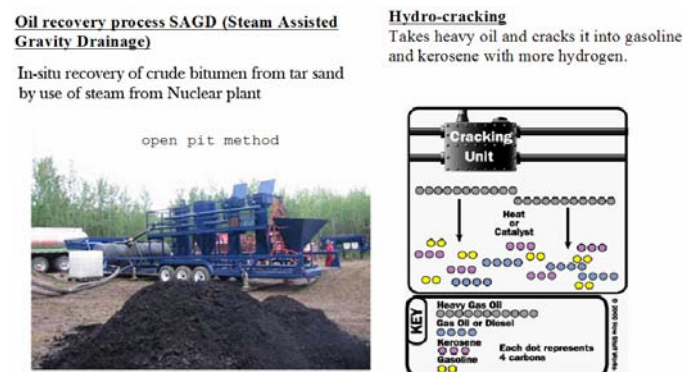 Oil recovery process SAGD (Steam Assisted
Gravity Drainage)
In-situ recovery of crude bitumen from tar sand
by use of steam from Nuclear plant
open pit method
Hydro-cracking
Takes heavy oil and cracks it into gasoline
and kerosene with more hydrogen.
Cracking
Unit
Heat
or
Catalyst
KEY
Heavy Gas Oil
Gas Oil or Diesel
Kerosene
Gasoline
Each dot represents
4 carbons